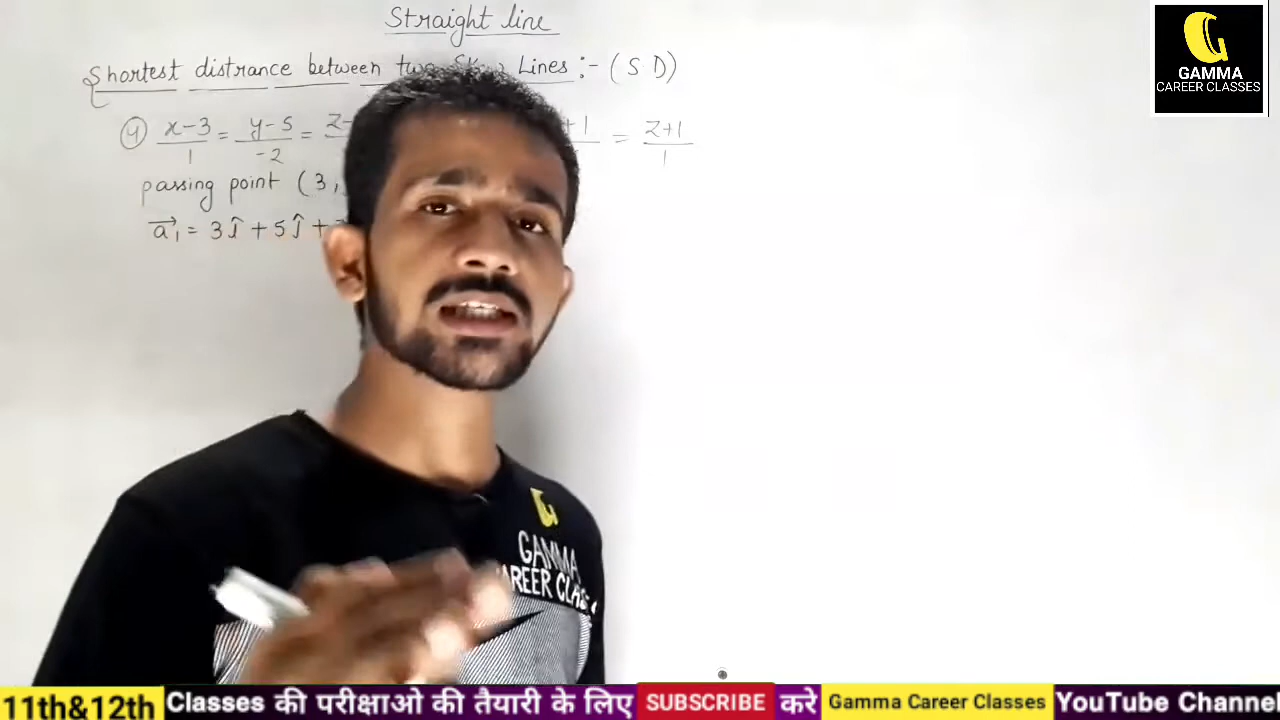 Straight line
Shortest distrance between two Skew Lines :- ( S D )
④ x-3/1 = y-5/-2 = z- +1 = z+1/1
passing point (3,
a₁ = 3î + 5ĵ +
GAMMA
CAREER CLASSES
GAMMA
11th&12th Classes की परीक्षाओ की तैयारी के लिए SUBSCRIBE करे Gamma Career Classes YouTube Channel